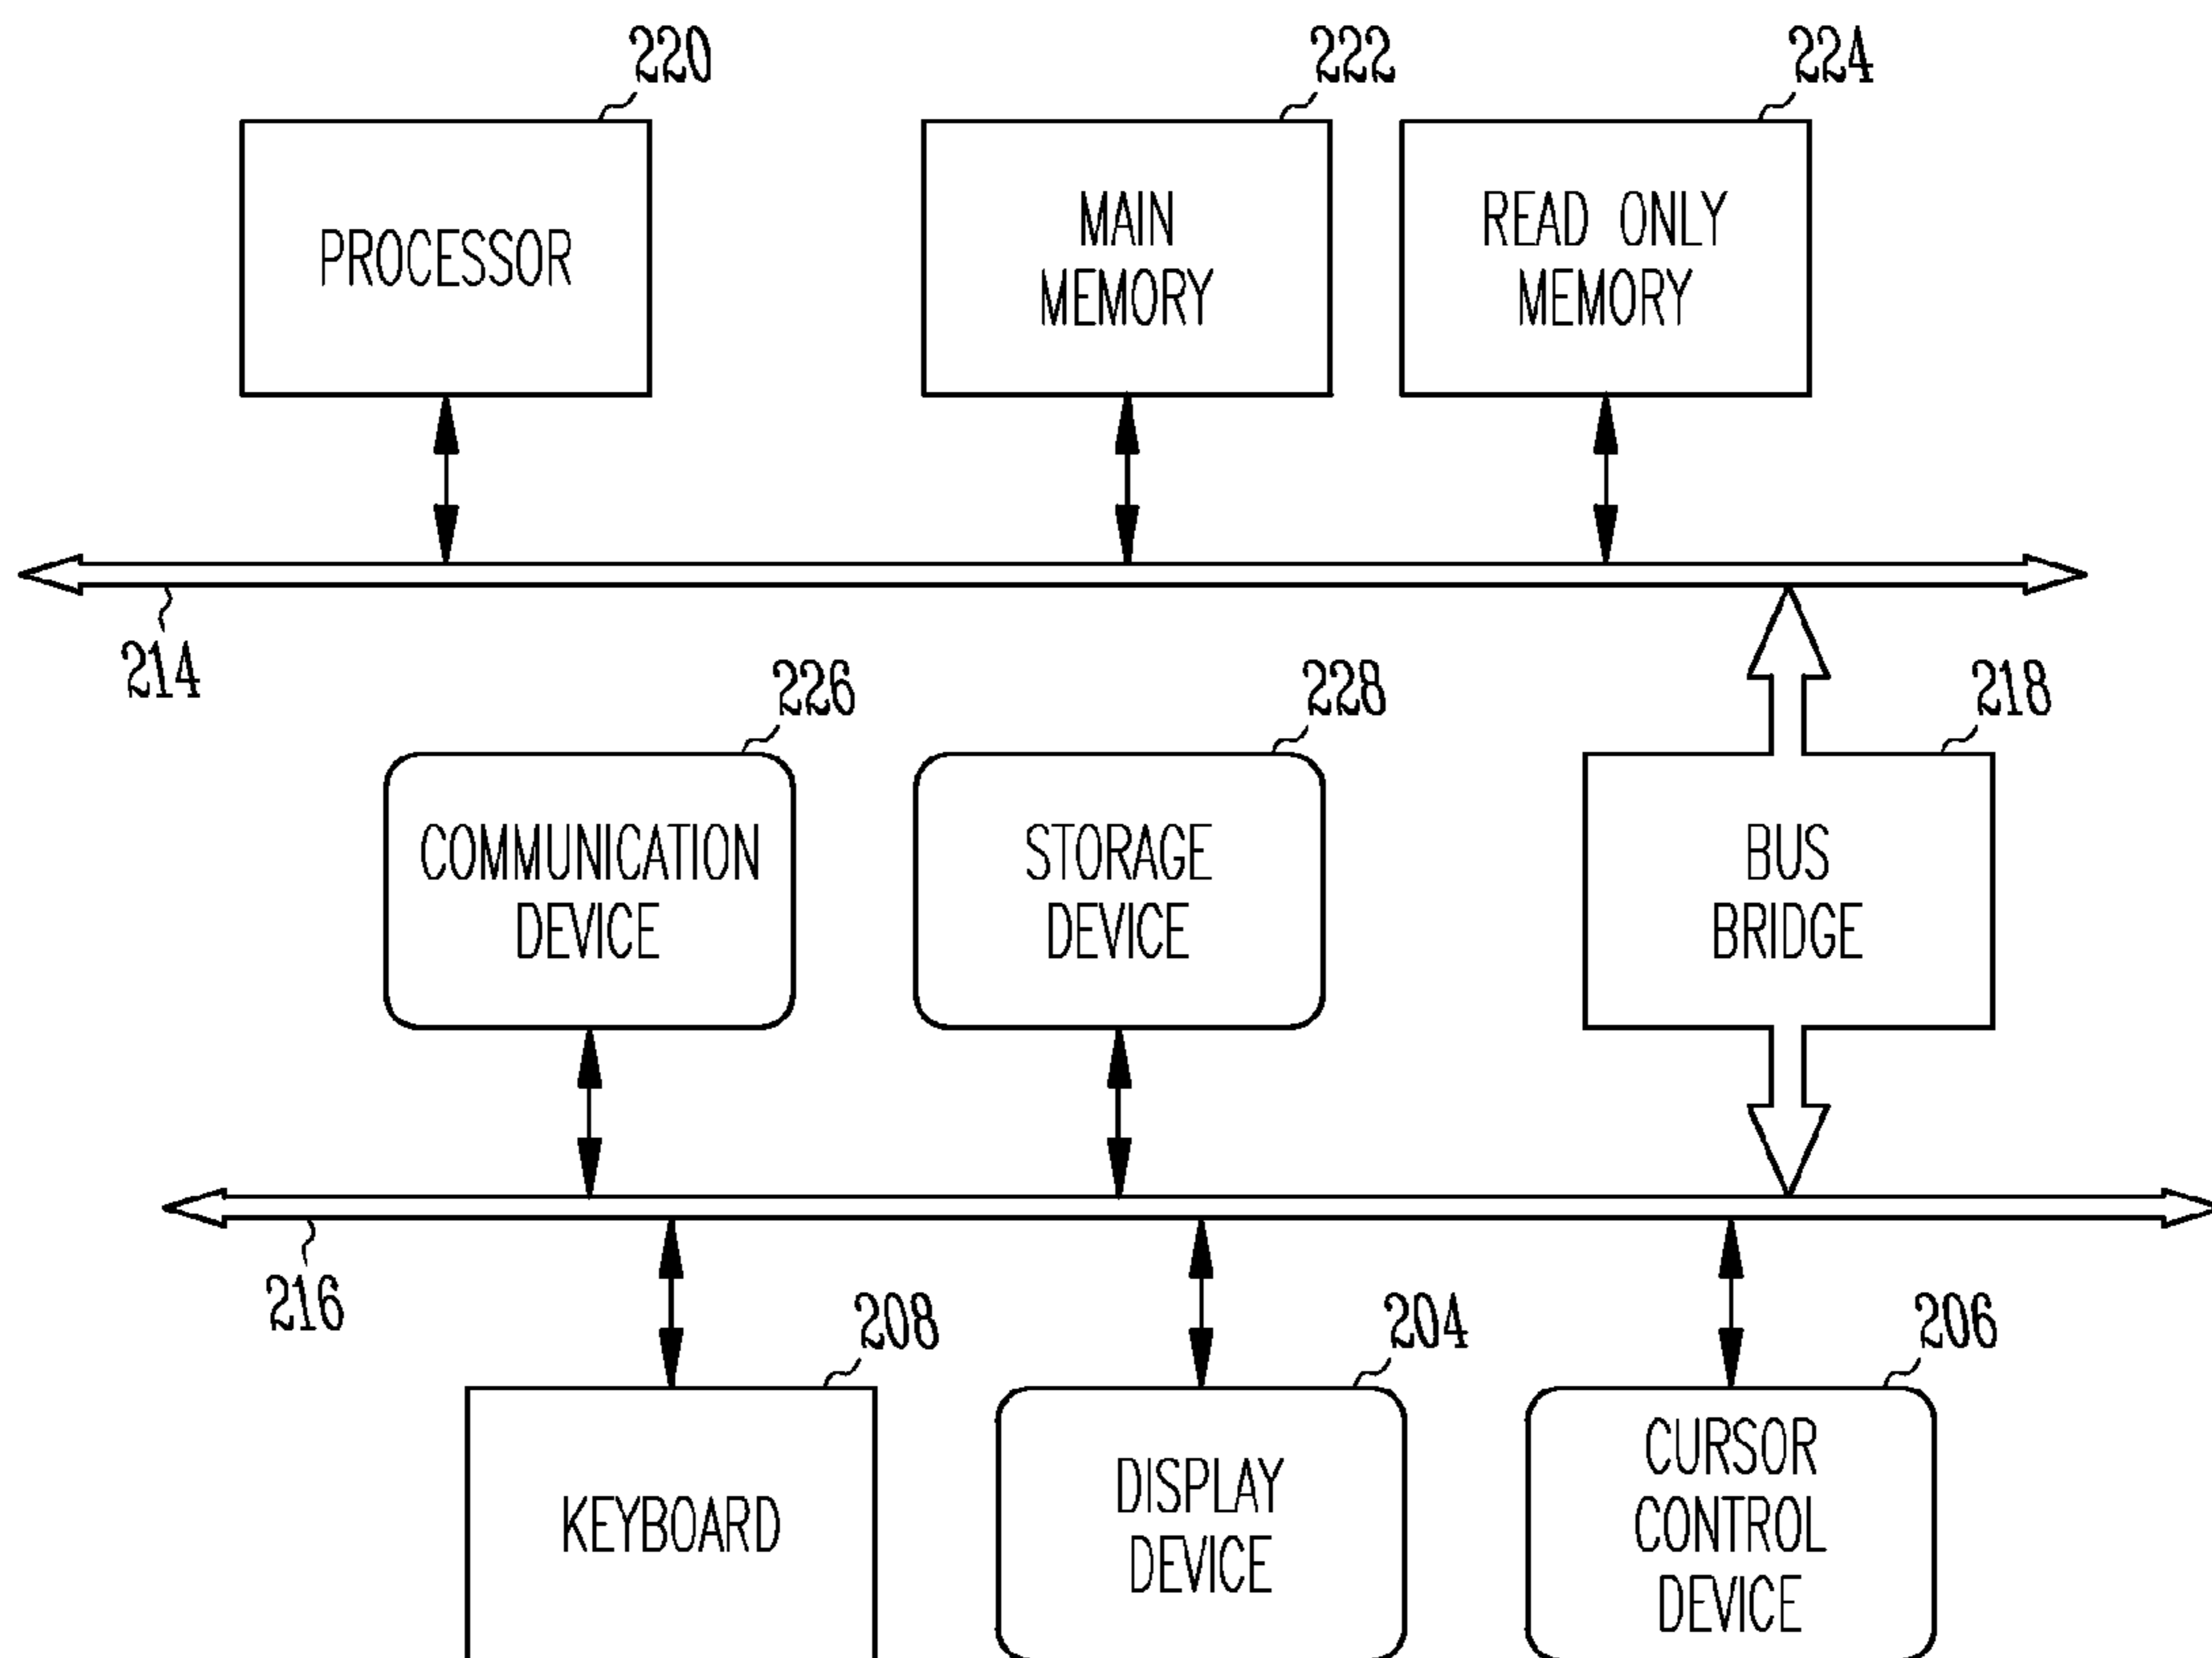 220
222
224
PROCESSOR
MAIN
MEMORY
READ ONLY
MEMORY
214
226
228
218
COMMUNICATION
DEVICE
STORAGE
DEVICE
BUS
BRIDGE
216
208
204
206
KEYBOARD
DISPLAY
DEVICE
CURSOR
CONTROL
DEVICE